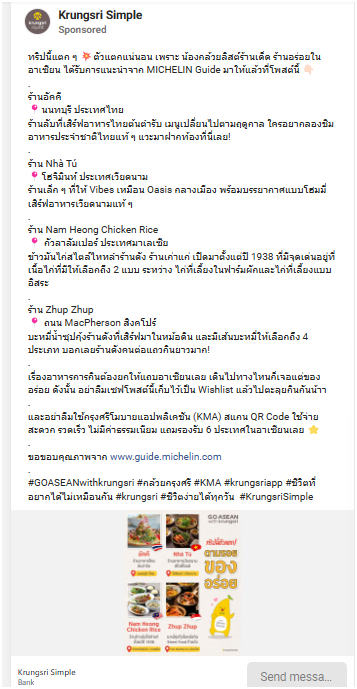 Krungsri Simple
Sponsored
ทริปนี้แตก ๆ 💥 ตัวแตกแน่นอน เพราะ น้องกล้วยลิสต์ร้านเด็ด ร้านอร่อยใน
อาเซียน ได้รับการแนะนำจาก MICHELIN Guide มาให้แล้วที่โพสต์นี้ 👇🏻
.
ร้านอัคคี
📍 นนทบุรี ประเทศไทย
ร้านลับที่เสิร์ฟอาหารไทยต้นตำรับ เมนูเปลี่ยนไปตามฤดูกาล ใครอยากลองชิม
อาหารประจำชาติไทยแท้ ๆ แวะมาฝากท้องที่นี่เลย!
.
ร้าน Nhà Tú
📍 โฮจิมินห์ ประเทศเวียดนาม
ร้านเล็ก ๆ ที่ให้ Vibes เหมือน Oasis กลางเมือง พร้อมบรรยากาศแบบโฮมมี่
เสิร์ฟอาหารเวียดนามแท้ ๆ
.
ร้าน Nam Heong Chicken Rice
📍 กัวลาลัมเปอร์ ประเทศมาเลเซีย
ข้าวมันไก่สไตล์ไหหลำร้านดัง ร้านเก่าแก่ เปิดมาตั้งแต่ปี 1938 ที่มีจุดเด่นอยู่ที่
เนื้อไก่ที่มีให้เลือกถึง 2 แบบ ระหว่าง ไก่ที่เลี้ยงในฟาร์มผักและไก่ที่เลี้ยงแบบ
อิสระ
.
ร้าน Zhup Zhup
📍 ถนน MacPherson สิงคโปร์
บะหมี่น้ำซุปกุ้งร้านดังที่เสิร์ฟมาในหม้อดิน และมีเส้นบะหมี่ให้เลือกถึง 4
ประเภท บอกเลยร้านดังคนต่อแถวกันยาวมาก!
.
เรื่องอาหารการกินต้องยกให้แถบอาเซียนเลย เดินไปทางไหนก็เจอแต่ของ
อร่อย ดังนั้น อย่าลืมเซฟโพสต์นี้เก็บไว้เป็น Wishlist แล้วไปตะลุยกินกันน้าา
.
และอย่าลืมใช้กรุงศรีโมบายแอปพลิเคชัน (KMA) สแกน QR Code ใช้จ่าย
สะดวก รวดเร็ว ไม่มีค่าธรรมเนียม แถมรองรับ 6 ประเทศในอาเซียนเลย ⭐
.
ขอขอบคุณภาพจาก www.guide.michelin.com
.
#GOASEANwithkrungsri #กล้วยกรุงศรี #KMA #krungsriapp #ชีวิตที่
อยากได้ไม่เหมือนกัน #krungsri #ชีวิตง่ายได้ทุกวัน #KrungsriSimple
GO ASEAN
with krungsri
ทริปนี้ตัวแตก!
ตามรอย
ของ
อร่อย
อัคคี
Nhà Tú
Nam Heong
Chicken Rice
Zhup Zhup
Krungsri Simple
Bank
Send messa...